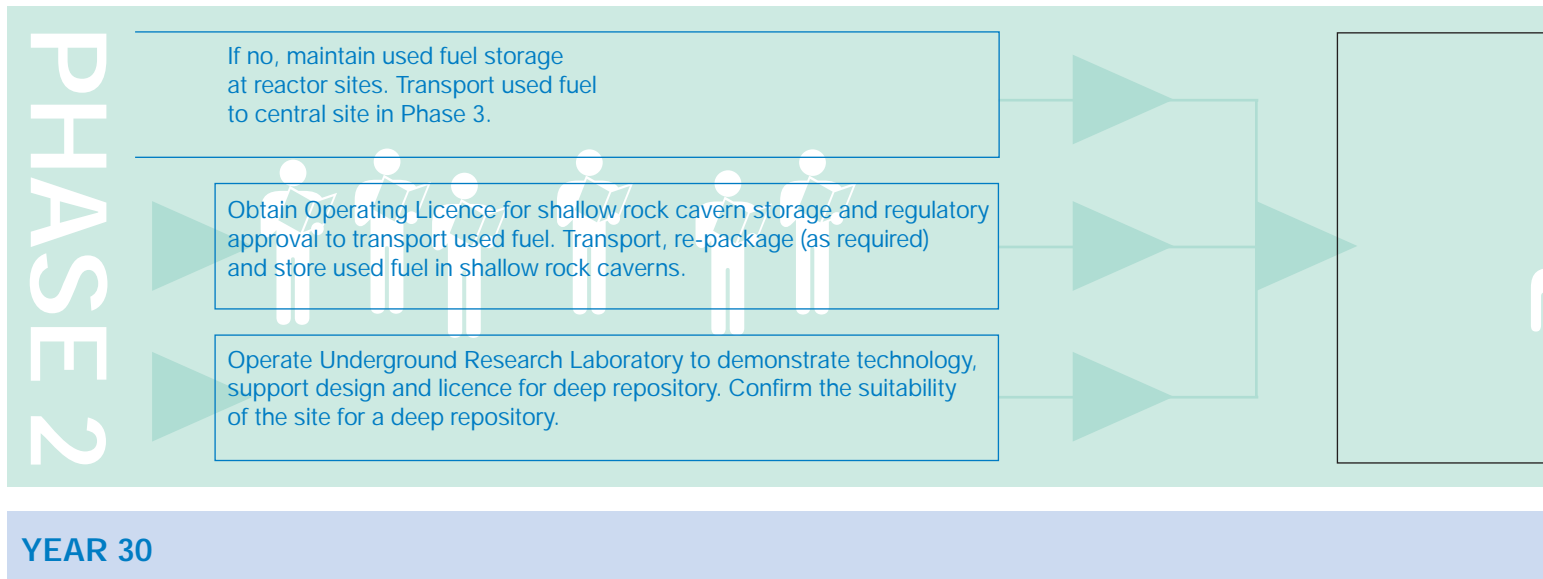 PHASE 2
If no, maintain used fuel storage
at reactor sites. Transport used fuel
to central site in Phase 3.
Obtain Operating Licence for shallow rock cavern storage and regulatory
approval to transport used fuel. Transport, re-package (as required)
and store used fuel in shallow rock caverns.
Operate Underground Research Laboratory to demonstrate technology,
support design and licence for deep repository. Confirm the suitability
of the site for a deep repository.
YEAR 30